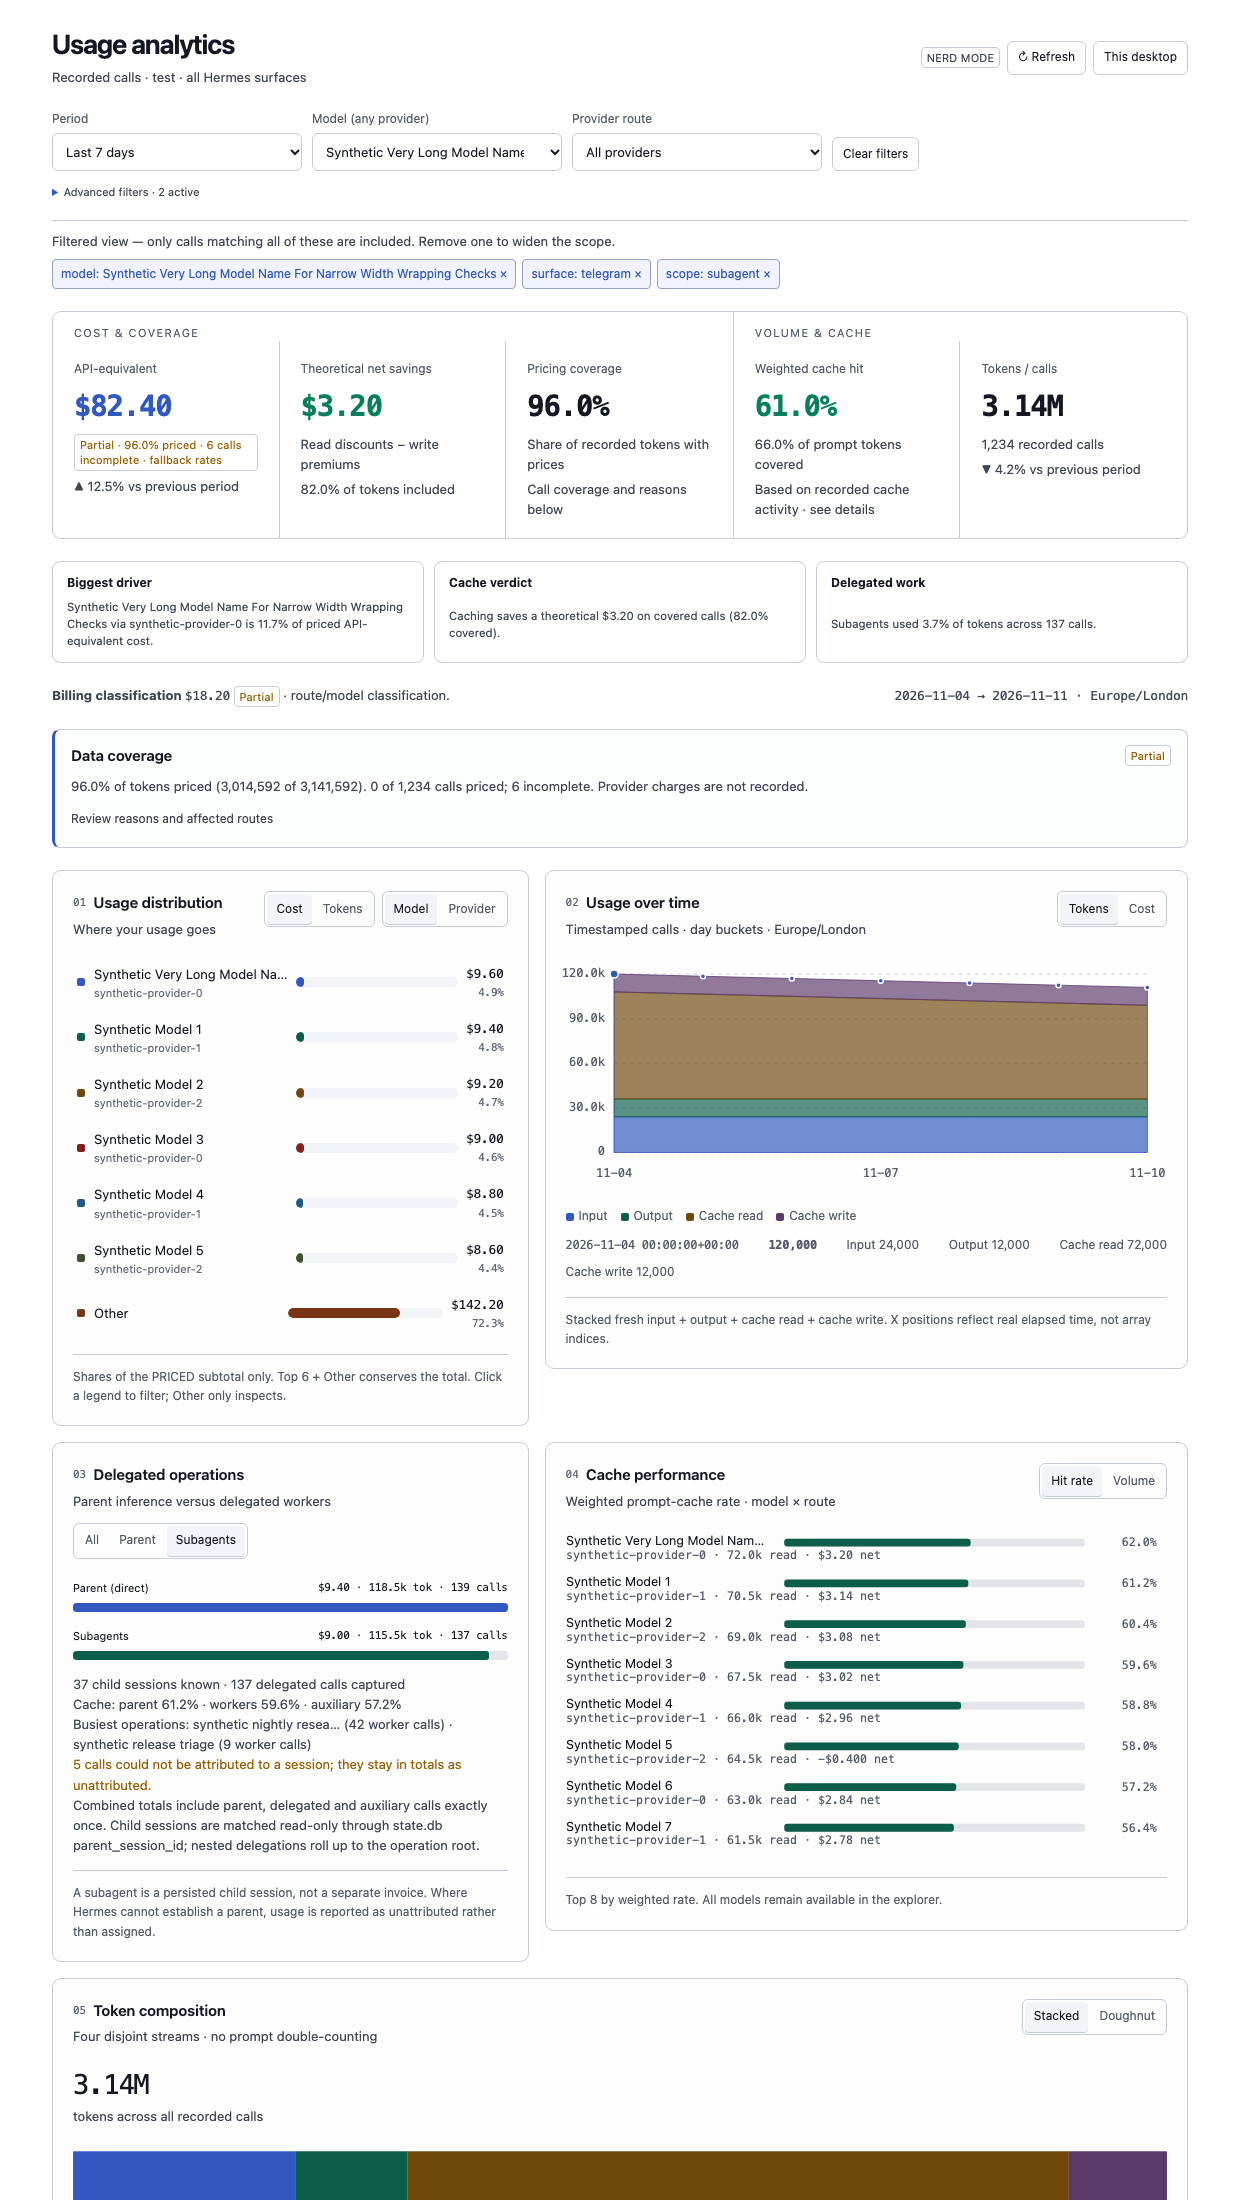 Usage analytics
Recorded calls · test · all Hermes surfaces
NERD MODE
↻ Refresh
This desktop
Period
Model (any provider)
Provider route
Last 7 days
Synthetic Very Long Model Name
All providers
Clear filters
▶ Advanced filters · 2 active
Filtered view — only calls matching all of these are included. Remove one to widen the scope.
model: Synthetic Very Long Model Name For Narrow Width Wrapping Checks ×
surface: telegram ×
scope: subagent ×
COST & COVERAGE
VOLUME & CACHE
API-equivalent
$82.40
Partial · 96.0% priced · 6 calls
incomplete · fallback rates
▲ 12.5% vs previous period
Theoretical net savings
$3.20
Read discounts − write
premiums
82.0% of tokens included
Pricing coverage
96.0%
Share of recorded tokens with
prices
Call coverage and reasons
below
Weighted cache hit
61.0%
66.0% of prompt tokens
covered
Based on recorded cache
activity · see details
Tokens / calls
3.14M
1,234 recorded calls
▼ 4.2% vs previous period
Biggest driver
Synthetic Very Long Model Name For Narrow Width Wrapping
Checks via synthetic-provider-0 is 11.7% of priced API-
equivalent cost.
Cache verdict
Caching saves a theoretical $3.20 on covered calls (82.0%
covered).
Delegated work
Subagents used 3.7% of tokens across 137 calls.
Billing classification $18.20 Partial · route/model classification.
2026-11-04 → 2026-11-11 · Europe/London
Data coverage
Partial
96.0% of tokens priced (3,014,592 of 3,141,592). 0 of 1,234 calls priced; 6 incomplete. Provider charges are not recorded.
Review reasons and affected routes
01 Usage distribution
Cost Tokens
Model Provider
Where your usage goes
Synthetic Very Long Model Na...
$9.60
synthetic-provider-0
4.9%
Synthetic Model 1
$9.40
synthetic-provider-1
4.8%
Synthetic Model 2
$9.20
synthetic-provider-2
4.7%
Synthetic Model 3
$9.00
synthetic-provider-0
4.6%
Synthetic Model 4
$8.80
synthetic-provider-1
4.5%
Synthetic Model 5
$8.60
synthetic-provider-2
4.4%
Other
$142.20
72.3%
Shares of the PRICED subtotal only. Top 6 + Other conserves the total. Click
a legend to filter; Other only inspects.
02 Usage over time
Tokens Cost
Timestamped calls · day buckets · Europe/London
120.0k
90.0k
60.0k
30.0k
0
11-04
11-07
11-10
Input
Output
Cache read
Cache write
2026-11-04 00:00:00+00:00 120,000 Input 24,000 Output 12,000 Cache read 72,000
Cache write 12,000
Stacked fresh input + output + cache read + cache write. X positions reflect real elapsed time, not array
indices.
03 Delegated operations
Parent inference versus delegated workers
All Parent Subagents
Parent (direct)
$9.40 · 118.5k tok · 139 calls
Subagents
$9.00 · 115.5k tok · 137 calls
37 child sessions known · 137 delegated calls captured
Cache: parent 61.2% · workers 59.6% · auxiliary 57.2%
Busiest operations: synthetic nightly resea... (42 worker calls) ·
synthetic release triage (9 worker calls)
5 calls could not be attributed to a session; they stay in totals as
unattributed.
Combined totals include parent, delegated and auxiliary calls exactly
once. Child sessions are matched read-only through state.db
parent_session_id; nested delegations roll up to the operation root.
A subagent is a persisted child session, not a separate invoice. Where
Hermes cannot establish a parent, usage is reported as unattributed rather
than assigned.
04 Cache performance
Hit rate Volume
Weighted prompt-cache rate · model × route
Synthetic Very Long Model Nam...
62.0%
synthetic-provider-0 · 72.0k read · $3.20 net
Synthetic Model 1
61.2%
synthetic-provider-1 · 70.5k read · $3.14 net
Synthetic Model 2
60.4%
synthetic-provider-2 · 69.0k read · $3.08 net
Synthetic Model 3
59.6%
synthetic-provider-0 · 67.5k read · $3.02 net
Synthetic Model 4
58.8%
synthetic-provider-1 · 66.0k read · $2.96 net
Synthetic Model 5
58.0%
synthetic-provider-2 · 64.5k read · −$0.400 net
Synthetic Model 6
57.2%
synthetic-provider-0 · 63.0k read · $2.84 net
Synthetic Model 7
56.4%
synthetic-provider-1 · 61.5k read · $2.78 net
Top 8 by weighted rate. All models remain available in the explorer.
05 Token composition
Stacked Doughnut
Four disjoint streams · no prompt double-counting
3.14M
tokens across all recorded calls